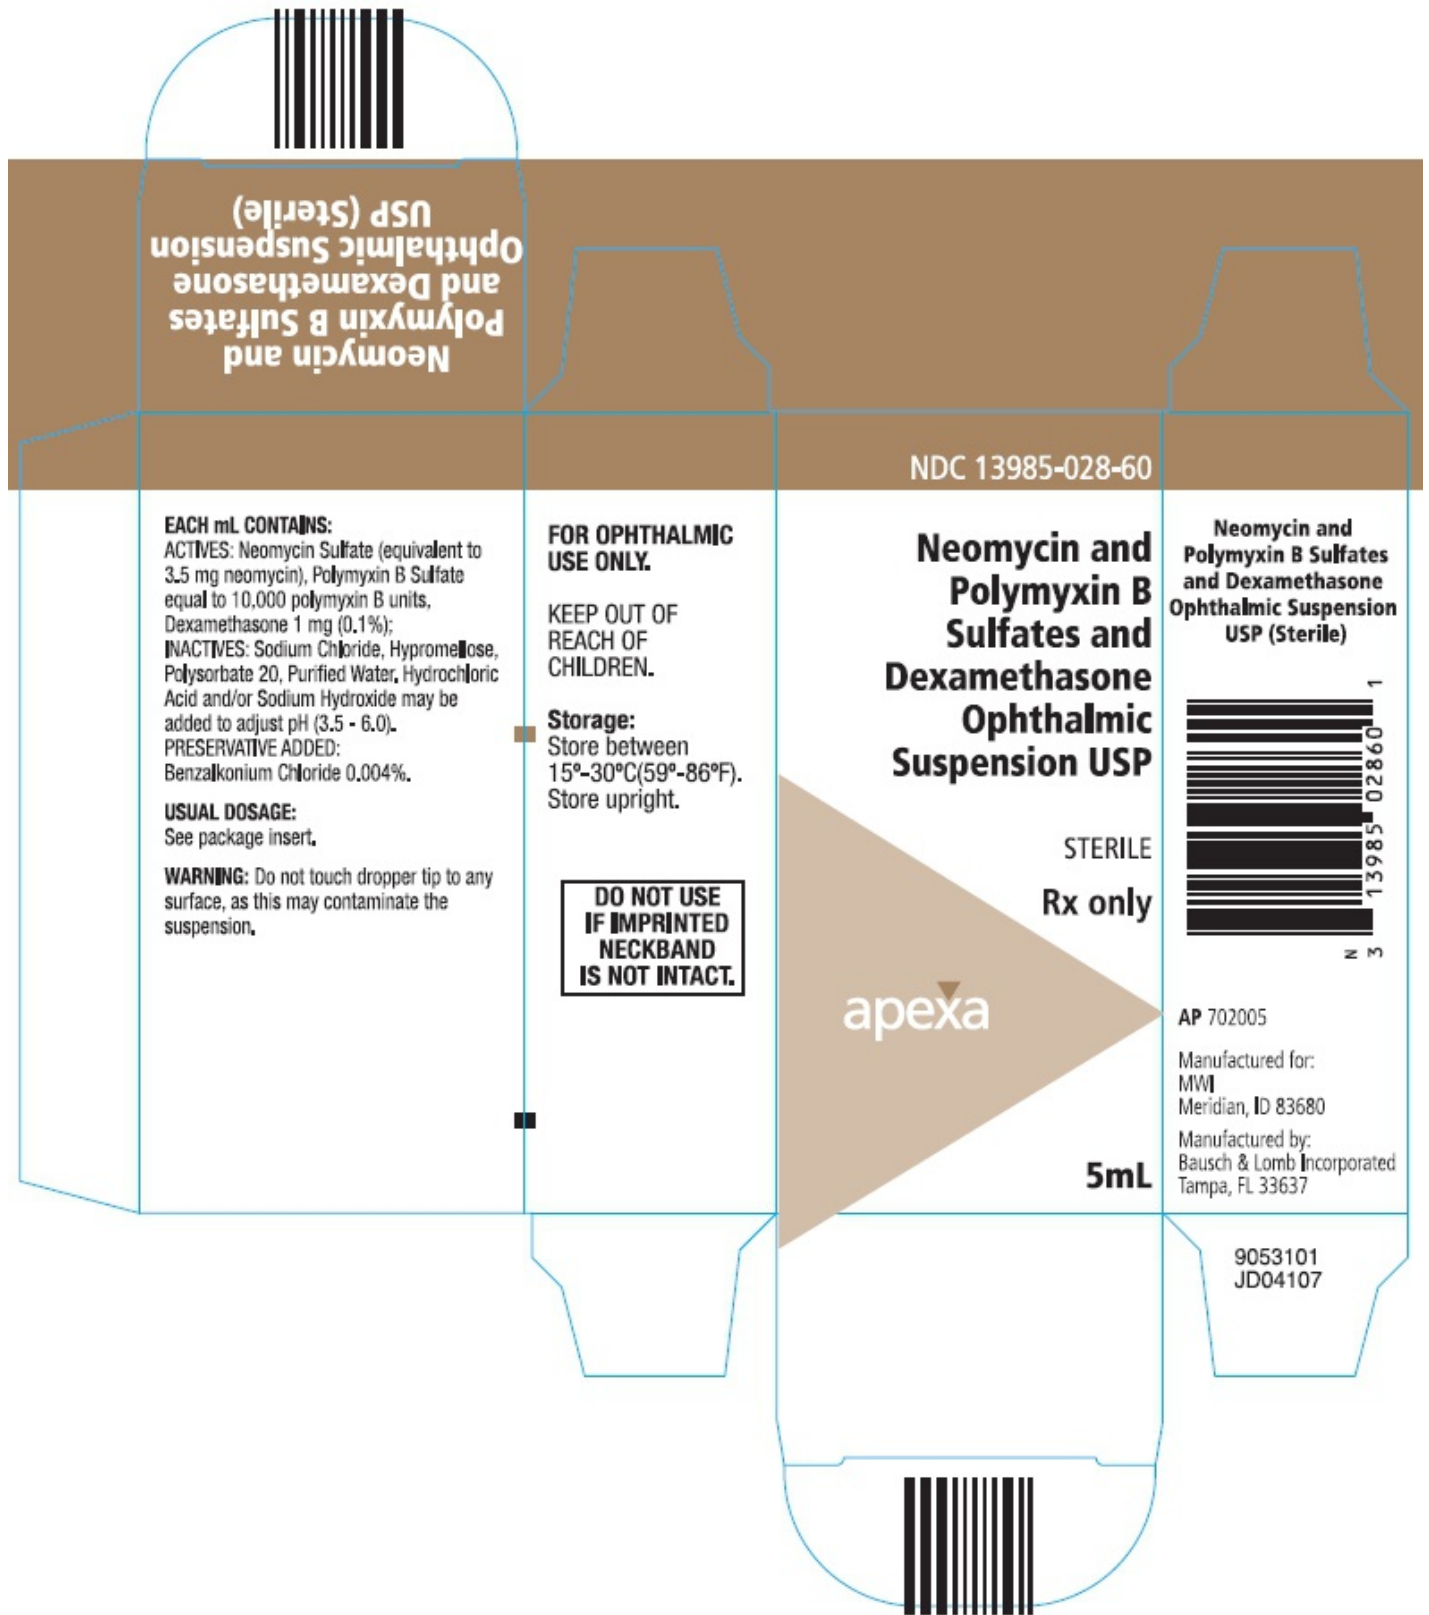 Neomycin and
Polymyxin B Sulfates
and Dexamethasone
Ophthalmic Suspension
USP (Sterile)
EACH mL CONTAINS:
ACTIVES: Neomycin Sulfate (equivalent to
3.5 mg neomycin), Polymyxin B Sulfate
equal to 10,000 polymyxin B units,
Dexamethasone 1 mg (0.1%);
INACTIVES: Sodium Chloride, Hypromellose,
Polysorbate 20, Purified Water. Hydrochloric
Acid and/or Sodium Hydroxide may be
added to adjust pH (3.5 - 6.0).
PRESERVATIVE ADDED:
Benzalkonium Chloride 0.004%.
USUAL DOSAGE:
See package insert.
WARNING: Do not touch dropper tip to any
surface, as this may contaminate the
suspension.
FOR OPHTHALMIC
USE ONLY.
KEEP OUT OF
REACH OF
CHILDREN.
Storage:
Store between
15º-30ºC(59º-86ºF).
Store upright.
DO NOT USE
IF IMPRINTED
NECKBAND
IS NOT INTACT.
NDC 13985-028-60
Neomycin and
Polymyxin B
Sulfates and
Dexamethasone
Ophthalmic
Suspension USP
STERILE
Rx only
apexa
5mL
Neomycin and
Polymyxin B Sulfates
and Dexamethasone
Ophthalmic Suspension
USP (Sterile)
N
3 13985 02860 1
AP 702005
Manufactured for:
MWI
Meridian, ID 83680
Manufactured by:
Bausch & Lomb Incorporated
Tampa, FL 33637
9053101
JD04107